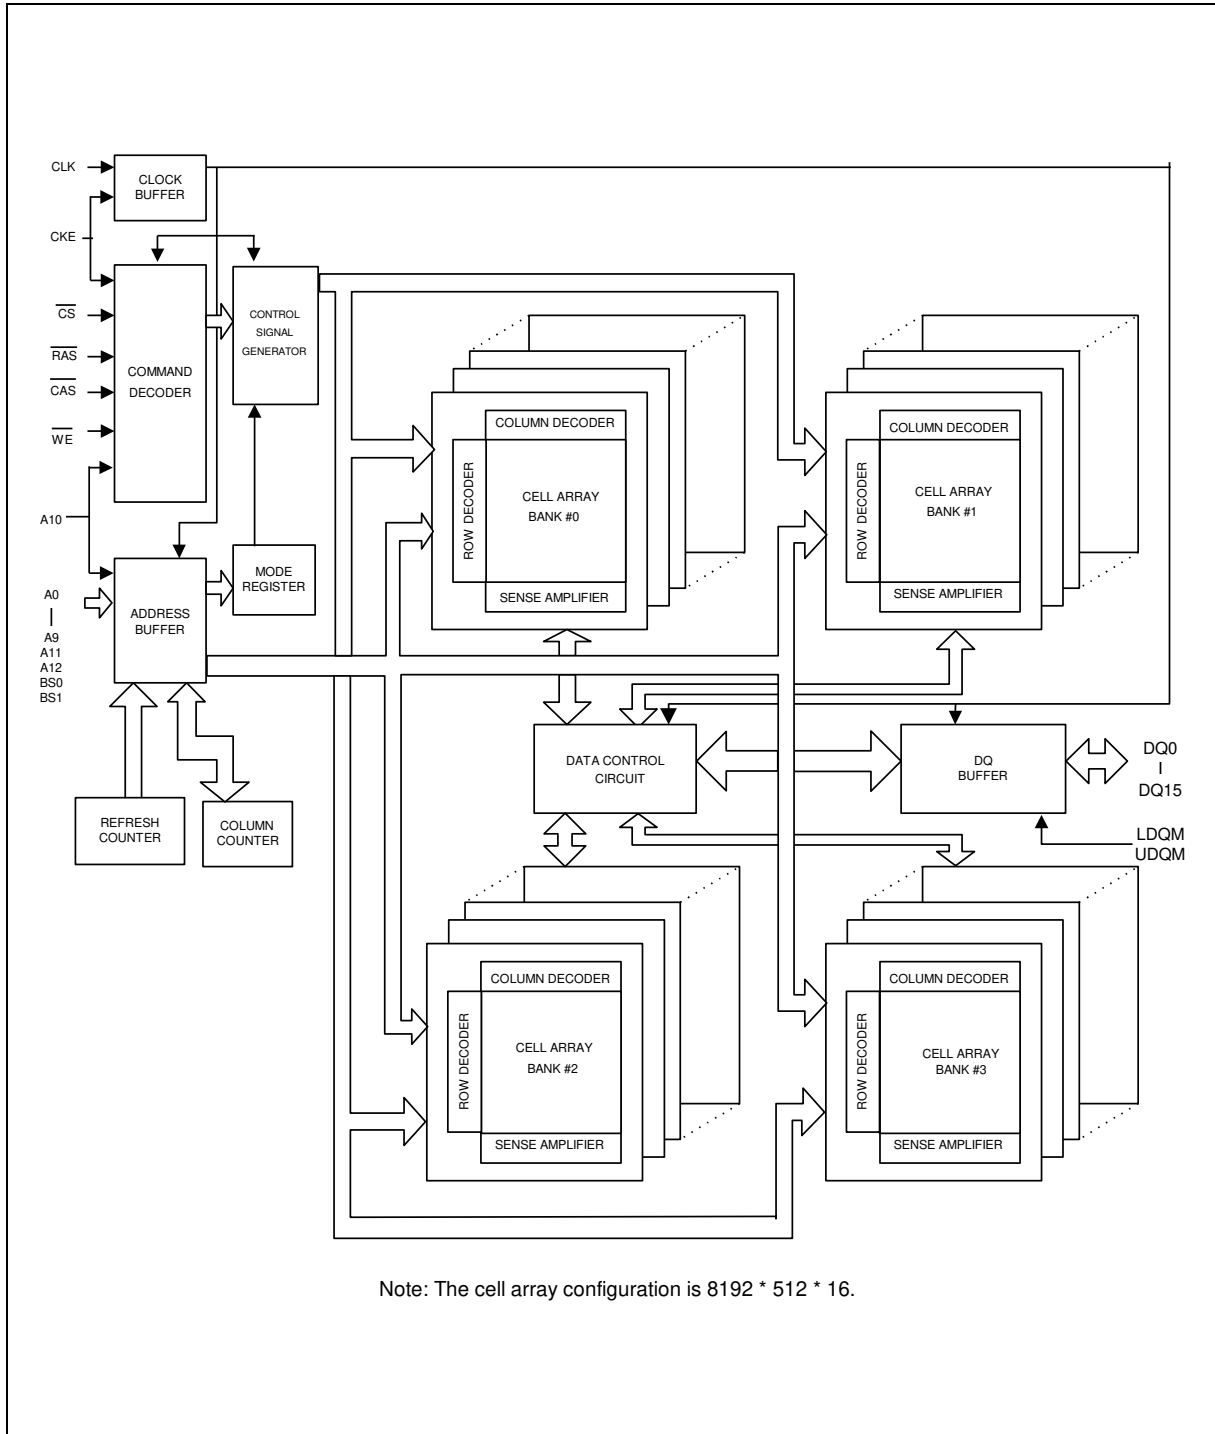 CLK
CLOCK
BUFFER
CKE
CS
RAS
CAS
WE
COMMAND
DECODER
CONTROL
SIGNAL
GENERATOR
A10
MODE
REGISTER
A0
A9
A11
A12
BS0
BS1
ADDRESS
BUFFER
REFRESH
COUNTER
COLUMN
COUNTER
COLUMN DECODER
ROW DECODER
CELL ARRAY
BANK #0
SENSE AMPLIFIER
COLUMN DECODER
ROW DECODER
CELL ARRAY
BANK #1
SENSE AMPLIFIER
DATA CONTROL
CIRCUIT
DQ
BUFFER
DQ0
DQ15
LDQM
UDQM
COLUMN DECODER
ROW DECODER
CELL ARRAY
BANK #2
SENSE AMPLIFIER
COLUMN DECODER
ROW DECODER
CELL ARRAY
BANK #3
SENSE AMPLIFIER
Note: The cell array configuration is 8192 * 512 * 16.